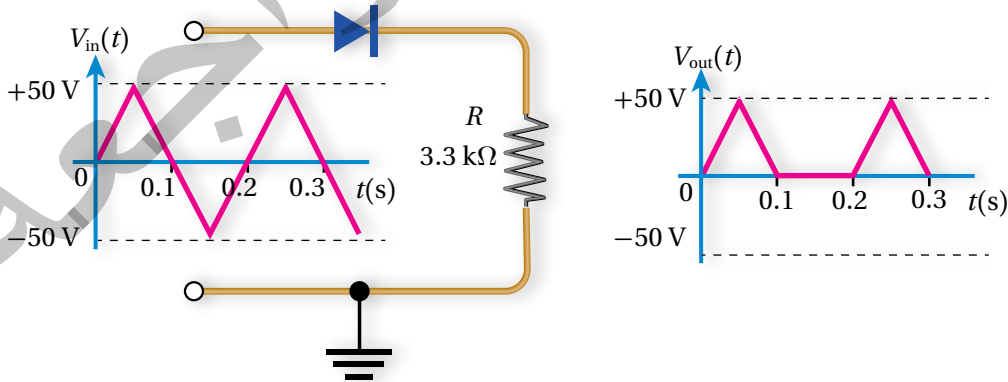 V_in(t)
+50 V
0
0.1
0.2
0.3
t(s)
−50 V
R
3.3 kΩ
V_out(t)
+50 V
0
0.1
0.2
0.3
t(s)
−50 V